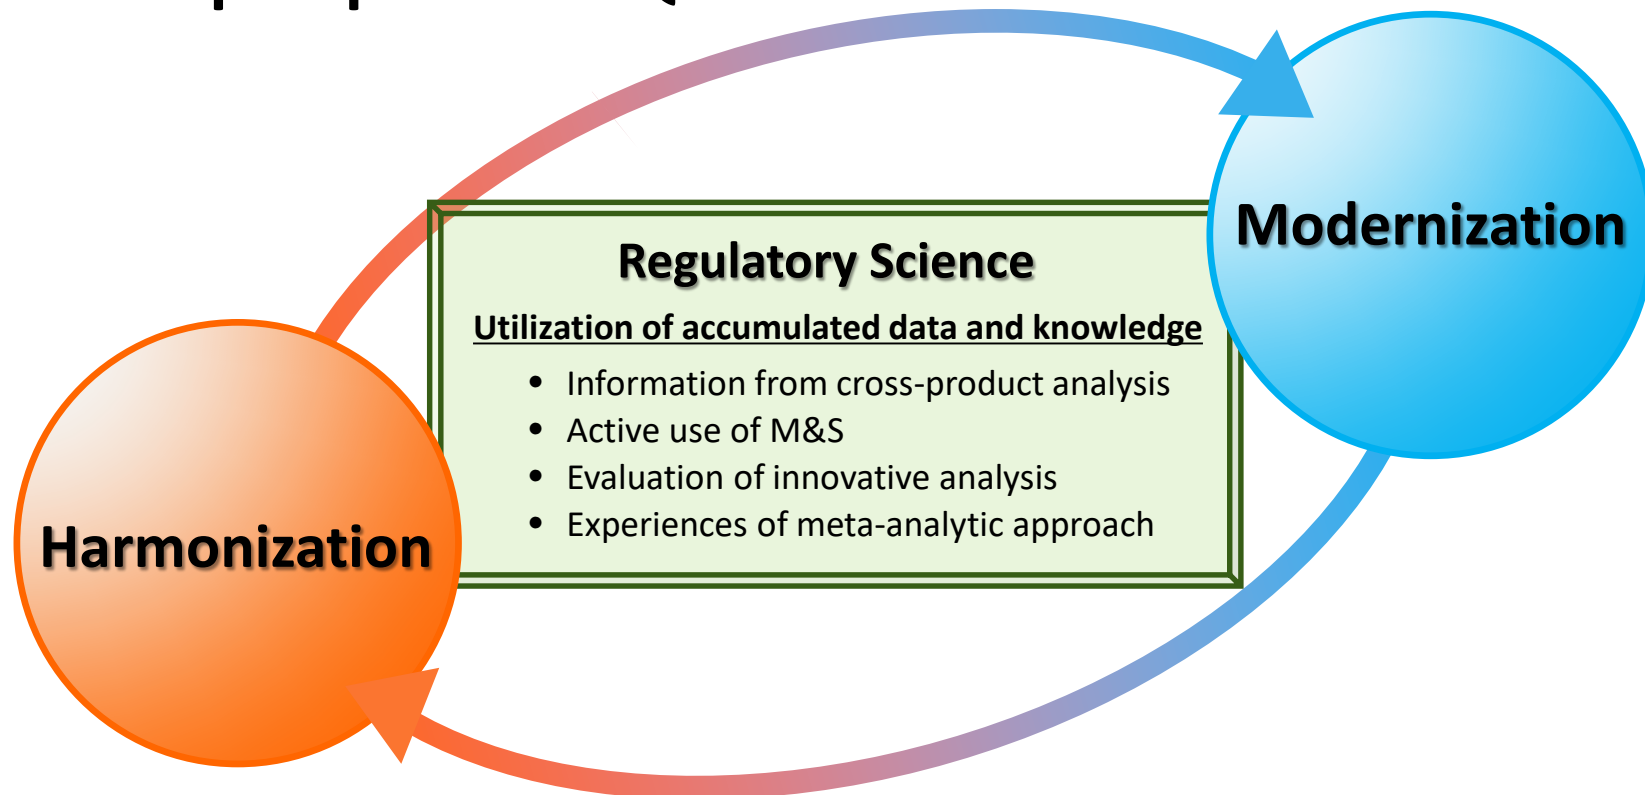 Modernization
Regulatory Science
Utilization of accumulated data and knowledge
• Information from cross-product analysis
• Active use of M&S
• Evaluation of innovative analysis
• Experiences of meta-analytic approach
Harmonization